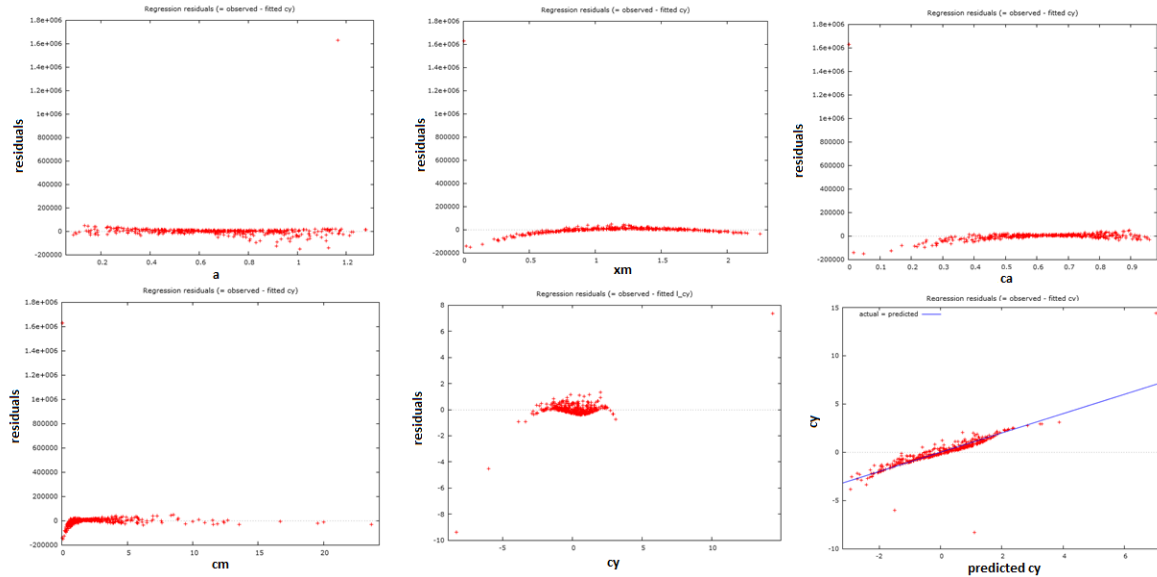 Regression residuals (= observed - fitted cy)
1.8e+006
1.6e+006
1.4e+006
1.2e+006
1e+006
800000
600000
400000
200000
0
-200000
residuals
0.2 0.4 0.6 0.8 1 1.2
a
Regression residuals (= observed - fitted cy)
1.8e+006
1.6e+006
1.4e+006
1.2e+006
1e+006
800000
600000
400000
200000
0
-200000
residuals
0 0.5 1 1.5 2
xm
Regression residuals (= observed - fitted cy)
1.8e+006
1.6e+006
1.4e+006
1.2e+006
1e+006
800000
600000
400000
200000
0
-200000
residuals
0 0.1 0.2 0.3 0.4 0.5 0.6 0.7 0.8 0.9
ca
Regression residuals (= observed - fitted cy)
1.8e+006
1.6e+006
1.4e+006
1.2e+006
1e+006
800000
600000
400000
200000
0
-200000
residuals
0 5 10 15 20
cm
Regression residuals (= observed - fitted l_cy)
8
6
4
2
0
-2
-4
-6
-8
-10
residuals
-5 0 5 10
cy
Regression residuals (= observed - fitted cy)
actual = predicted
15
10
5
0
-5
-10
cy
-2 0 2 4 6
predicted cy